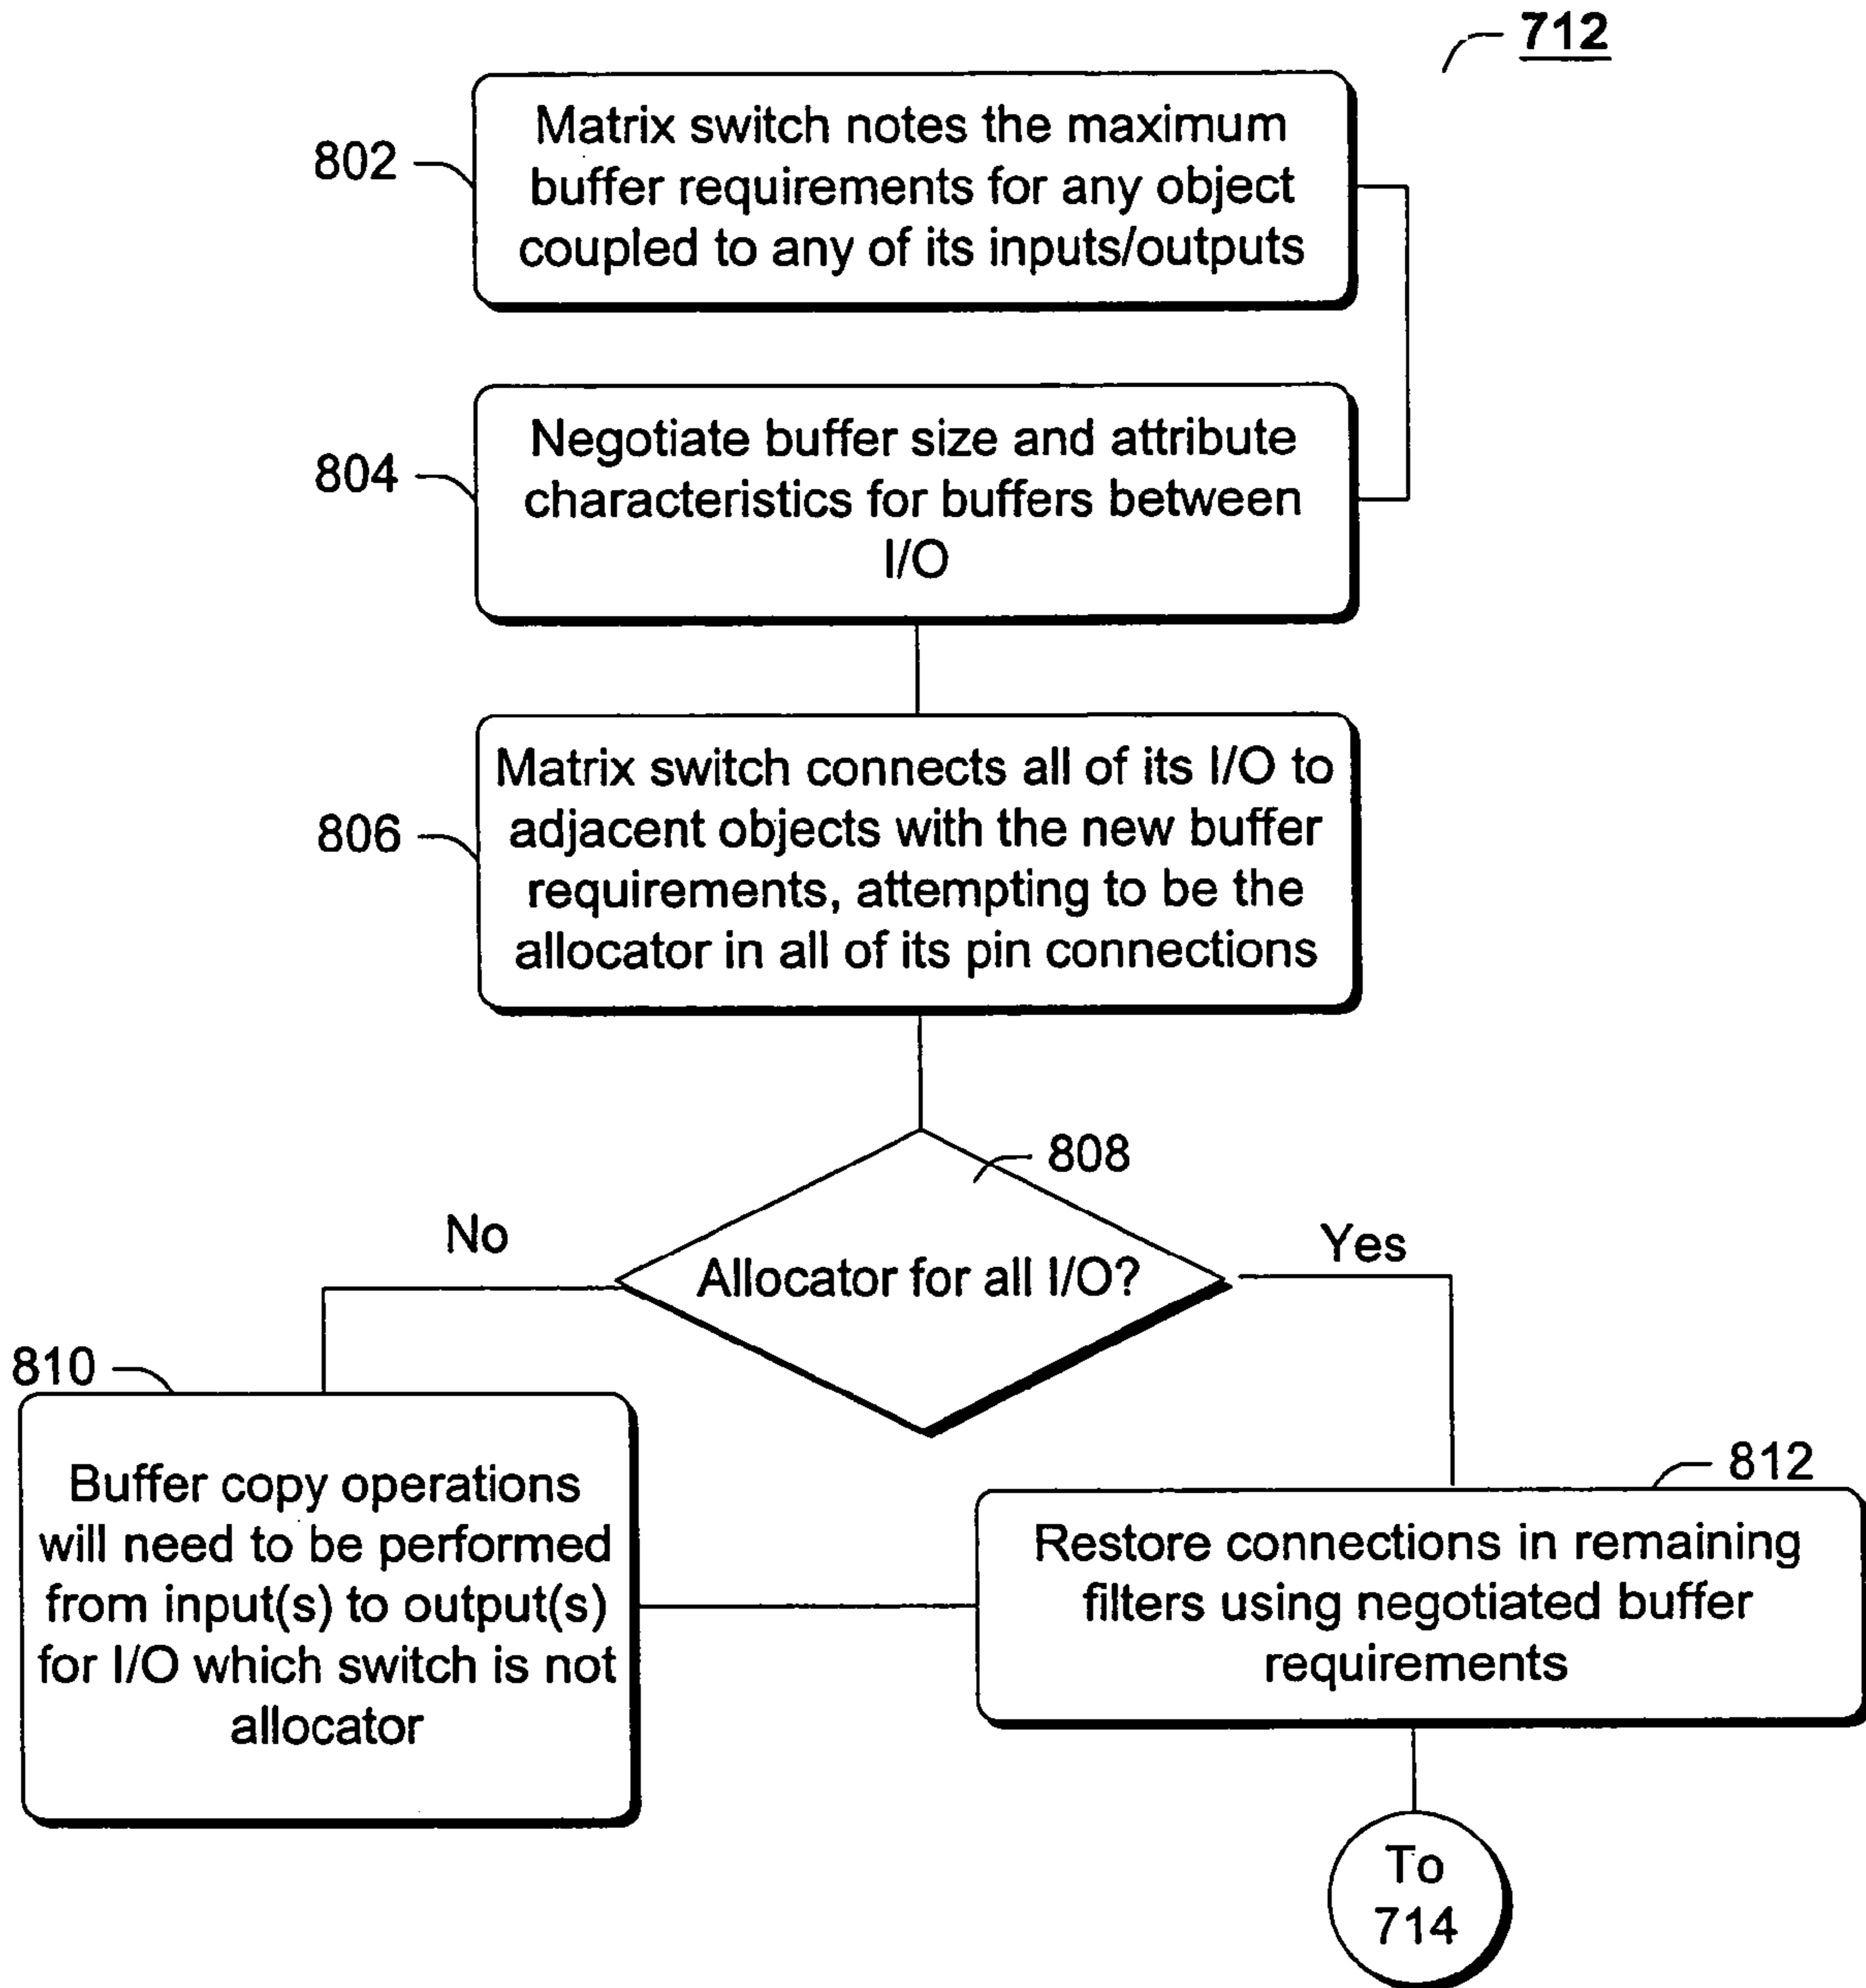 712
802
Matrix switch notes the maximum
buffer requirements for any object
coupled to any of its inputs/outputs
804
Negotiate buffer size and attribute
characteristics for buffers between
I/O
806
Matrix switch connects all of its I/O to
adjacent objects with the new buffer
requirements, attempting to be the
allocator in all of its pin connections
808
Allocator for all I/O?
No
Yes
810
Buffer copy operations
will need to be performed
from input(s) to output(s)
for I/O which switch is not
allocator
812
Restore connections in remaining
filters using negotiated buffer
requirements
To
714